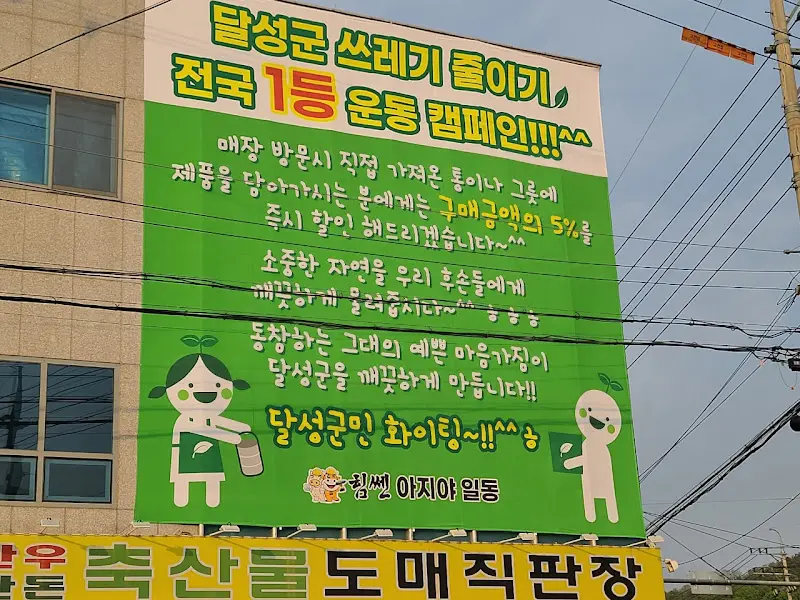 달성군 쓰레기 줄이기
전국 1등 운동 캠페인!!!^^
매장 방문시 직접 가져온 통이나 그릇에
제품을 담아가시는 분에게는 구매금액의 5%를
즉시 할인 해드리겠습니다~^^
소중한 자연을 우리 후손들에게
깨끗하게 물려줍시다~^^ ㅎㅎㅎ
동참하는 그대의 예쁜 마음가짐이
달성군을 깨끗하게 만듭니다!!
달성군민 화이팅~!!^^ㅎ
힘쎈 아지야 일동
한우
한돈
축산물도매직판장